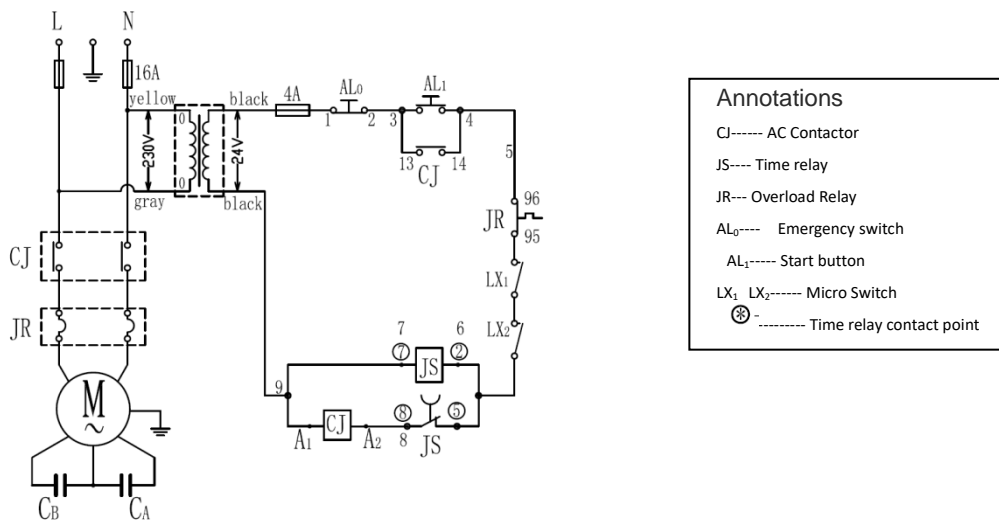 L N
16A
yellow
0
230V
0
gray
black
24V
black
4A
AL₀
1 2
AL₁
3 4
13 14
CJ
5
96
JR
95
LX₁
LX₂
CJ
JR
M
~
C_B C_A
7 6
7 JS 2
9
A₁ CJ A₂
8 5
8 JS
Annotations
CJ------ AC Contactor
JS---- Time relay
JR--- Overload Relay
AL₀---- Emergency switch
AL₁----- Start button
LX₁ LX₂------ Micro Switch
⊛ - --------- Time relay contact point